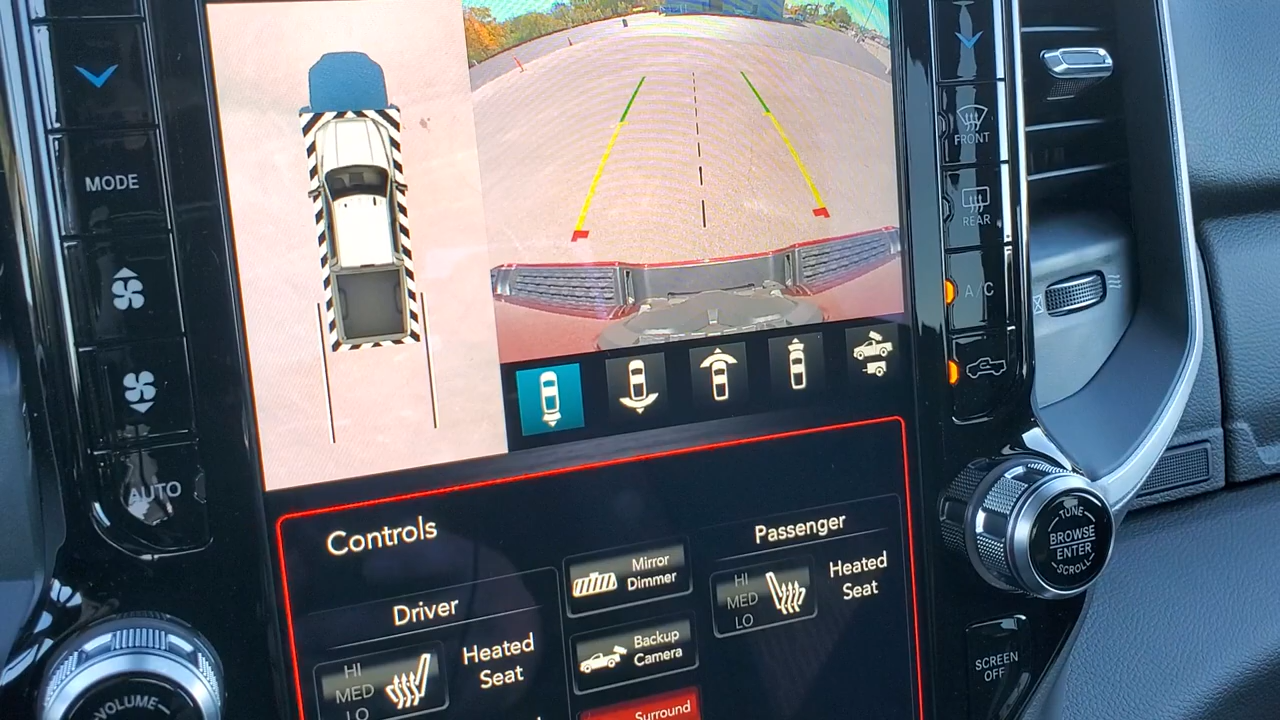 MODE
AUTO
VOLUME
FRONT
REAR
A/C
TUNE
BROWSE
ENTER
SCROLL
SCREEN
OFF
Controls
Driver
HI
MED
LO
Heated
Seat
Mirror
Dimmer
Backup
Camera
Surround
Passenger
HI
MED
LO
Heated
Seat